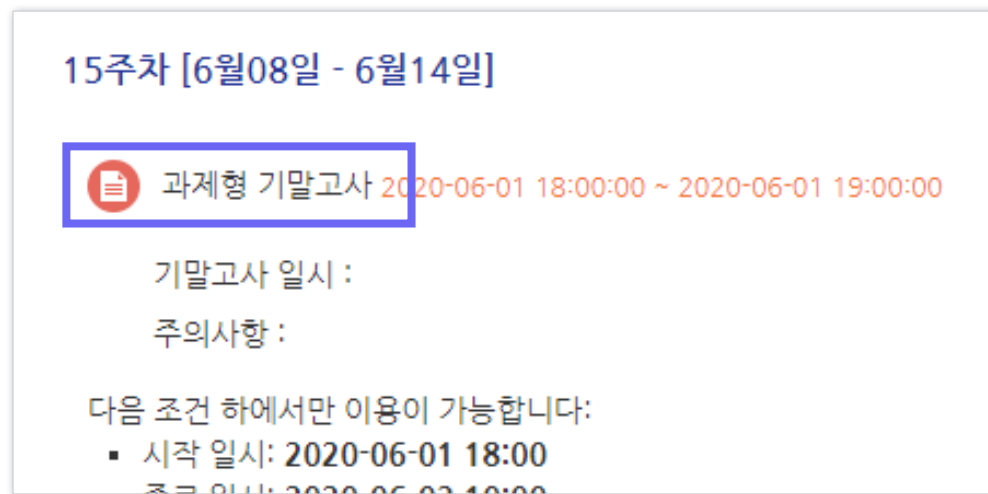 15주차 [6월08일 - 6월14일]
과제형 기말고사 2020-06-01 18:00:00 ~ 2020-06-01 19:00:00
기말고사 일시 :
주의사항 :
다음 조건 하에서만 이용이 가능합니다:
▪ 시작 일시: 2020-06-01 18:00